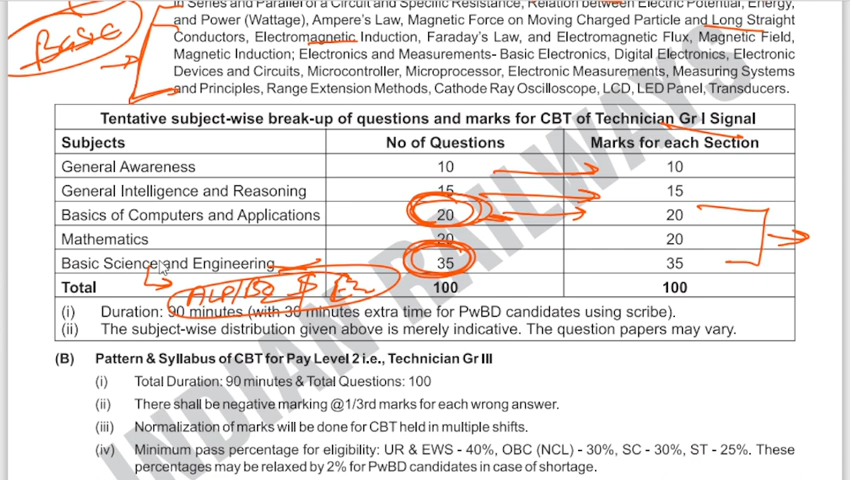 in Series and Parallel of a Circuit and Specific Resistance, Relation between Electric Potential, Energy,
and Power (Wattage), Ampere's Law, Magnetic Force on Moving Charged Particle and Long Straight
Conductors, Electromagnetic Induction, Faraday's Law, and Electromagnetic Flux, Magnetic Field,
Magnetic Induction; Electronics and Measurements- Basic Electronics, Digital Electronics, Electronic
Devices and Circuits, Microcontroller, Microprocessor, Electronic Measurements, Measuring Systems
and Principles, Range Extension Methods, Cathode Ray Oscilloscope, LCD, LED Panel, Transducers.
Basic
Tentative subject-wise break-up of questions and marks for CBT of Technician Gr I Signal
Subjects No of Questions Marks for each Section
General Awareness 10 10
General Intelligence and Reasoning 15 15
Basics of Computers and Applications 20 20
Mathematics 20 20
Basic Science and Engineering 35 35
ALP/
Total 100 100
(i) Duration: 90 minutes (with 30 minutes extra time for PwBD candidates using scribe).
(ii) The subject-wise distribution given above is merely indicative. The question papers may vary.
(B) Pattern & Syllabus of CBT for Pay Level 2 i.e., Technician Gr III
(i) Total Duration: 90 minutes & Total Questions: 100
(ii) There shall be negative marking @1/3rd marks for each wrong answer.
(iii) Normalization of marks will be done for CBT held in multiple shifts.
(iv) Minimum pass percentage for eligibility: UR & EWS - 40%, OBC (NCL) - 30%, SC - 30%, ST - 25%. These
percentages may be relaxed by 2% for PwBD candidates in case of shortage.
INDIAN RAILWAYS